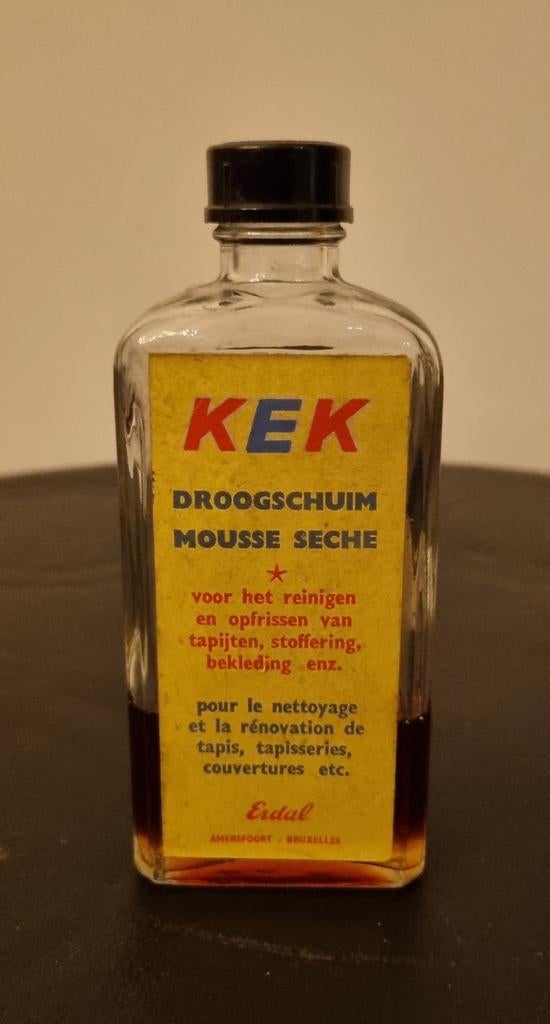 KEK
DROOGSCHUIM
MOUSSE SECHE
voor het reinigen
en opfrissen van
tapijten, stoffering,
bekleding enz.
pour le nettoyage
et la rénovation de
tapis, tapisseries,
couvertures etc.
Erdal
AMERSFOORT - BRUXELLES